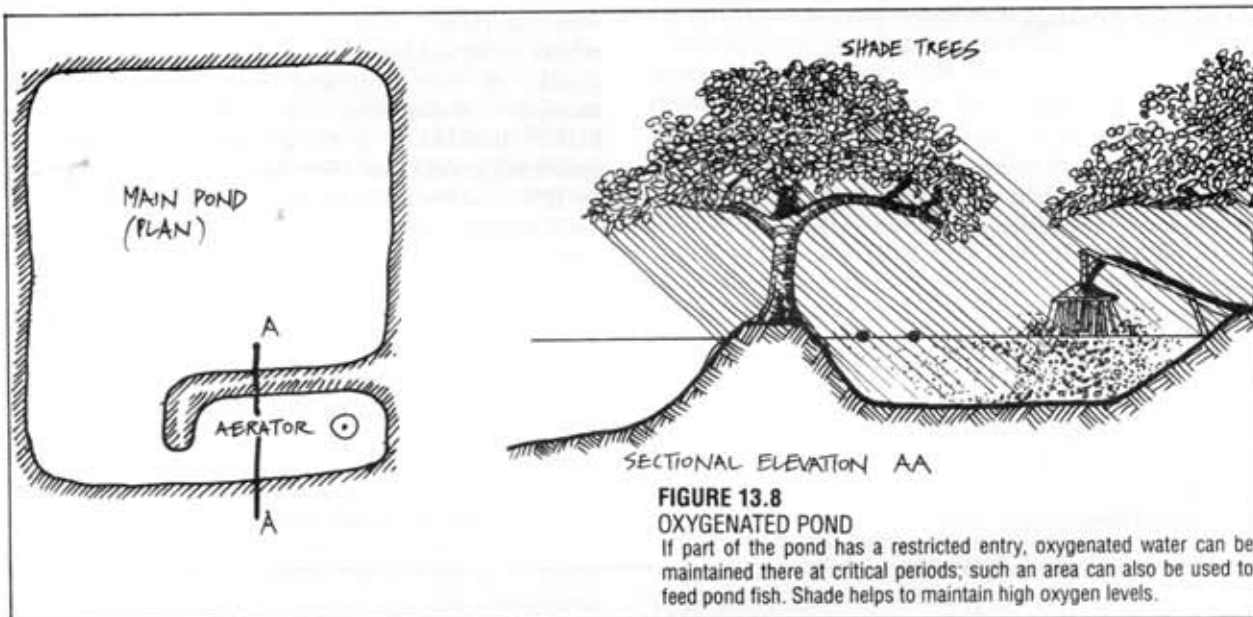 MAIN POND
(PLAN)
A
AERATOR
A
SHADE TREES
SECTIONAL ELEVATION AA
FIGURE 13.8
OXYGENATED POND
If part of the pond has a restricted entry, oxygenated water can be
maintained there at critical periods; such an area can also be used to
feed pond fish. Shade helps to maintain high oxygen levels.